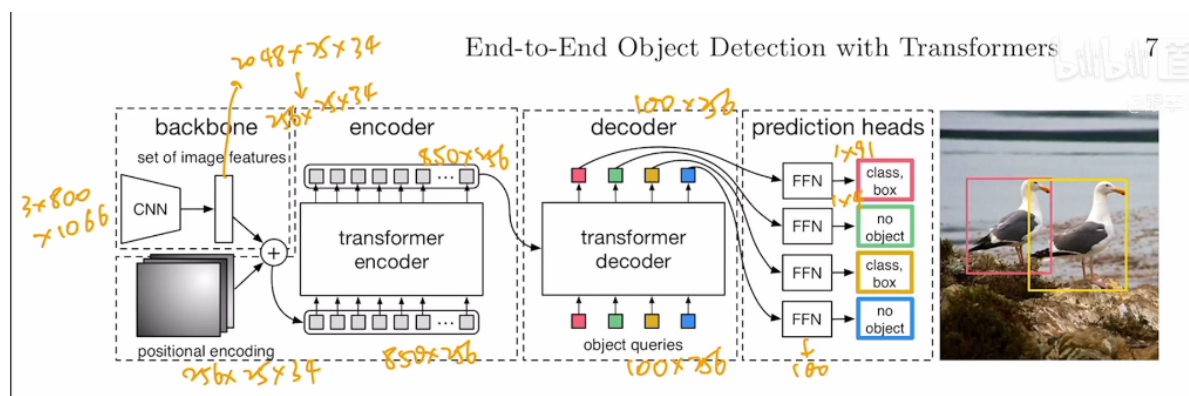 End-to-End Object Detection with Transformers 7
bilibili
2048×25×34
256×25×34
100×256
backbone
encoder
decoder
prediction heads
set of image features
850×256
1×91
3×800
×1066
CNN
FFN
class,
box
1×4
transformer
encoder
transformer
decoder
FFN
no
object
FFN
class,
box
FFN
no
object
positional encoding
object queries
256×25×34
850×256
100×256
100